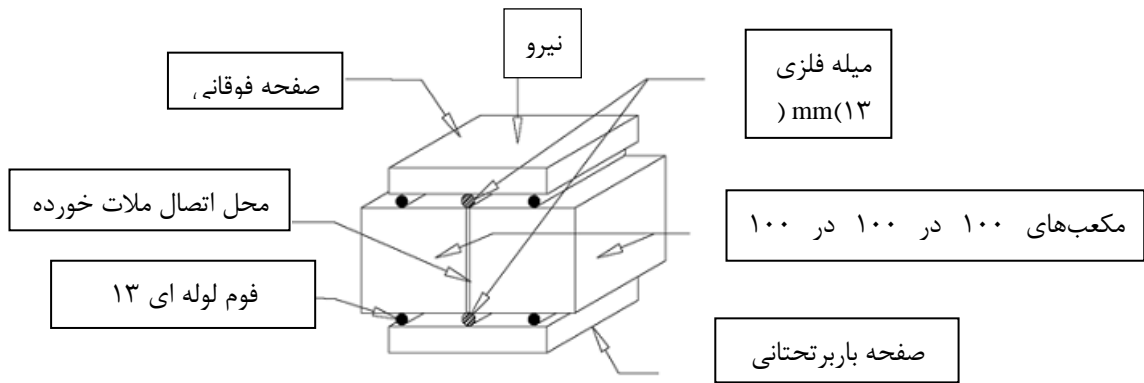 نیرو
صفحه فوقانی
میله فلزی
( mm(۱۳
محل اتصال ملات خورده
مکعب‌های ۱۰۰ در ۱۰۰ در ۱۰۰
فوم لوله ای ۱۳
صفحه باربرتحتانی